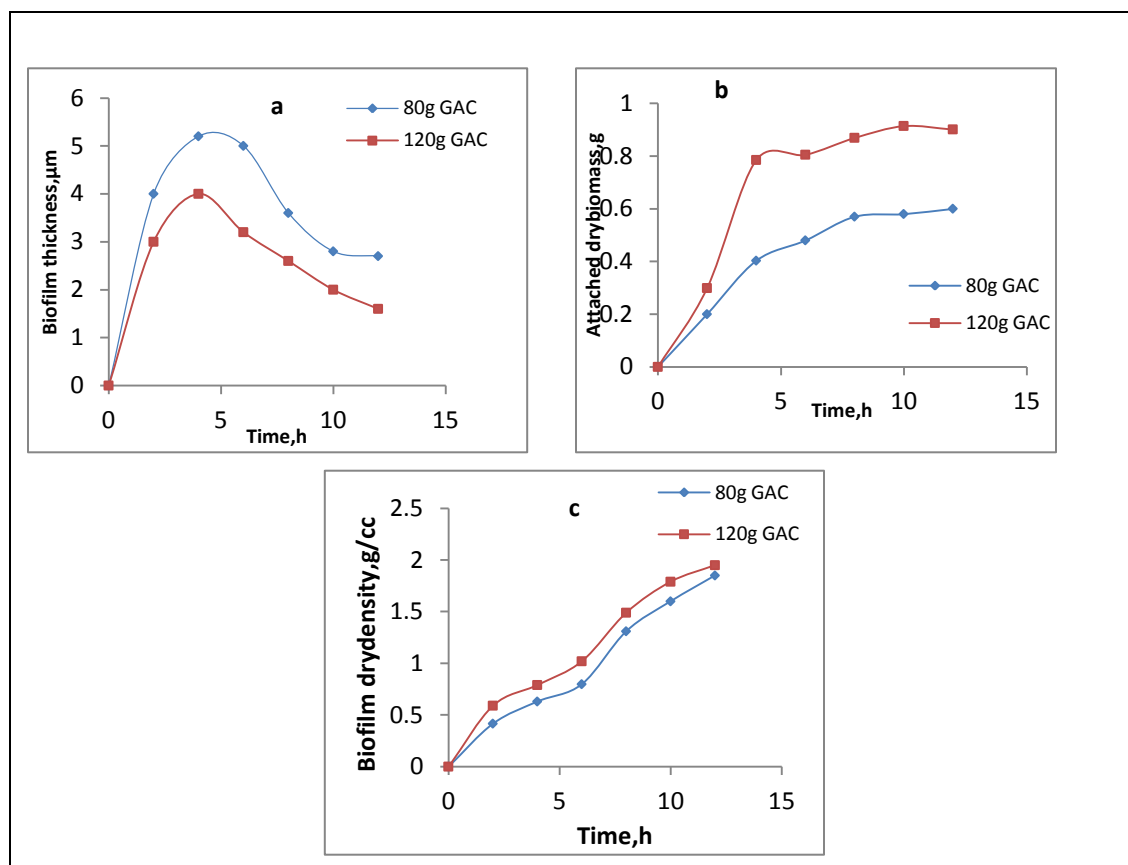 a
80g GAC
120g GAC
6
5
4
3
2
1
0
0 5 10 15
Biofilm thickness,µm
Time,h
b
80g GAC
120g GAC
1
0.8
0.6
0.4
0.2
0
0 5 10 15
Attached drybiomass,g
Time,h
c
80g GAC
120g GAC
2.5
2
1.5
1
0.5
0
0 5 10 15
Biofilm drydensity,g/cc
Time,h